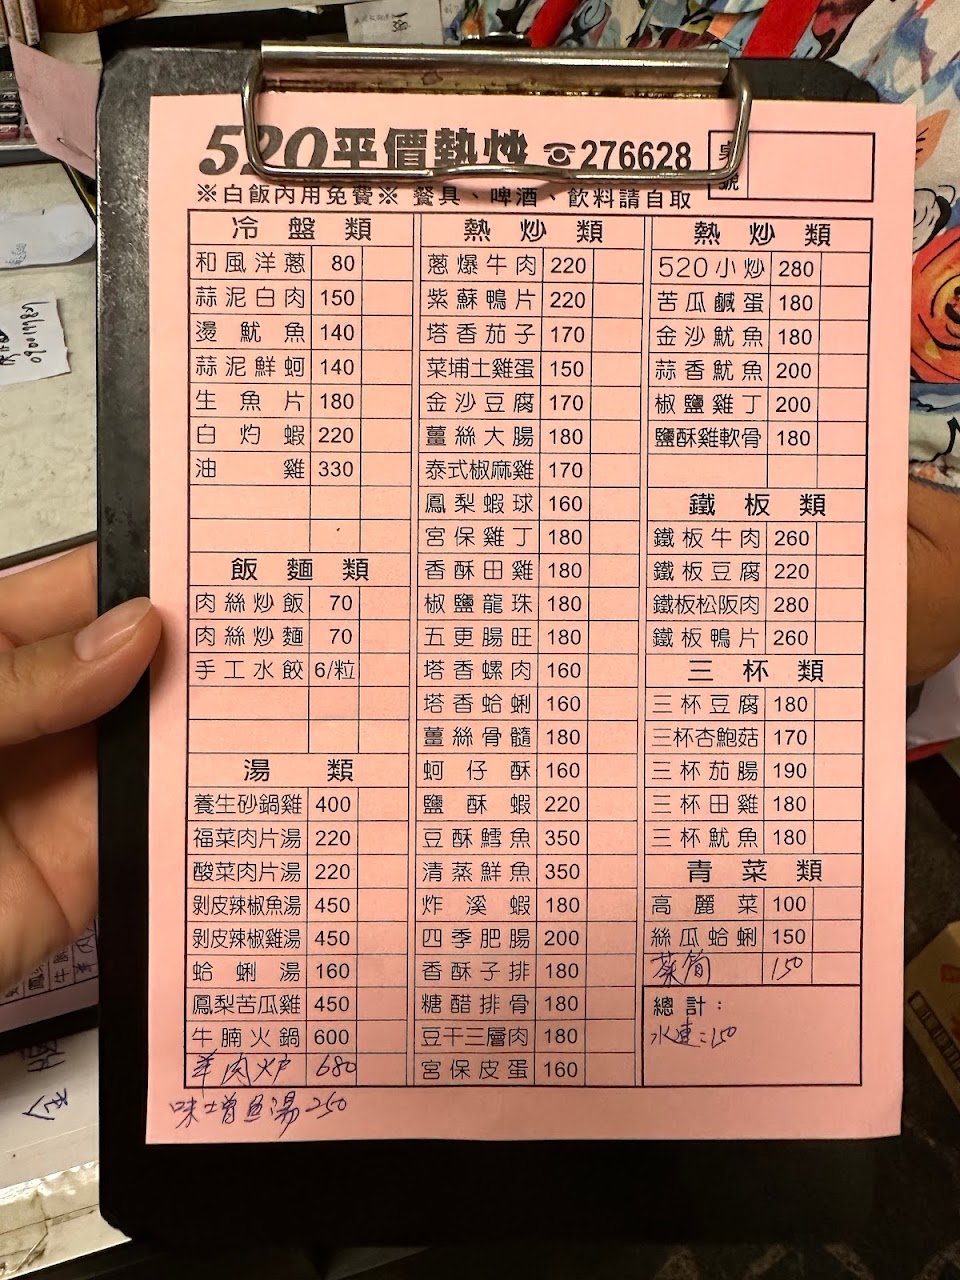 520平價熱炒 ☎276628
桌號
※白飯內用免費※ 餐具、啤酒、飲料請自取
冷盤類
和風洋蔥 80
蒜泥白肉 150
燙魷魚 140
蒜泥鮮蚵 140
生魚片 180
白灼蝦 220
油雞 330
飯麵類
肉絲炒飯 70
肉絲炒麵 70
手工水餃 6/粒
湯類
養生砂鍋雞 400
福菜肉片湯 220
酸菜肉片湯 220
剝皮辣椒魚湯 450
剝皮辣椒雞湯 450
蛤蜊湯 160
鳳梨苦瓜雞 450
牛腩火鍋 600
羊肉炉 680
味增魚湯 250
熱炒類
蔥爆牛肉 220
紫蘇鴨片 220
塔香茄子 170
菜埔土雞蛋 150
金沙豆腐 170
薑絲大腸 180
泰式椒麻雞 170
鳳梨蝦球 160
宮保雞丁 180
香酥田雞 180
椒鹽龍珠 180
五更腸旺 180
塔香螺肉 160
塔香蛤蜊 160
薑絲骨髓 180
蚵仔酥 160
鹽酥蝦 220
豆酥鱈魚 350
清蒸鮮魚 350
炸溪蝦 180
四季肥腸 200
香酥子排 180
糖醋排骨 180
豆干三層肉 180
宮保皮蛋 160
熱炒類
520小炒 280
苦瓜鹹蛋 180
金沙魷魚 180
蒜香魷魚 200
椒鹽雞丁 200
鹽酥雞軟骨 180
鐵板類
鐵板牛肉 260
鐵板豆腐 220
鐵板松阪肉 280
鐵板鴨片 260
三杯類
三杯豆腐 180
三杯杏鮑菇 170
三杯茄腸 190
三杯田雞 180
三杯魷魚 180
青菜類
高麗菜 100
絲瓜蛤蜊 150
150
總計：
水連=150